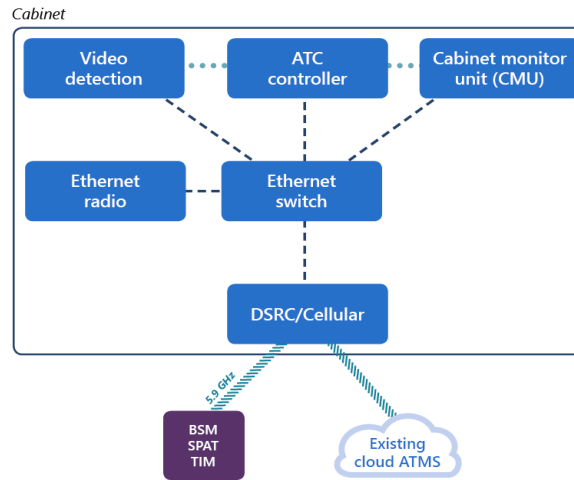 Cabinet
Video
detection
ATC
controller
Cabinet monitor
unit (CMU)
Ethernet
radio
Ethernet
switch
DSRC/Cellular
5.9 GHz
BSM
SPAT
TIM
Existing
cloud ATMS